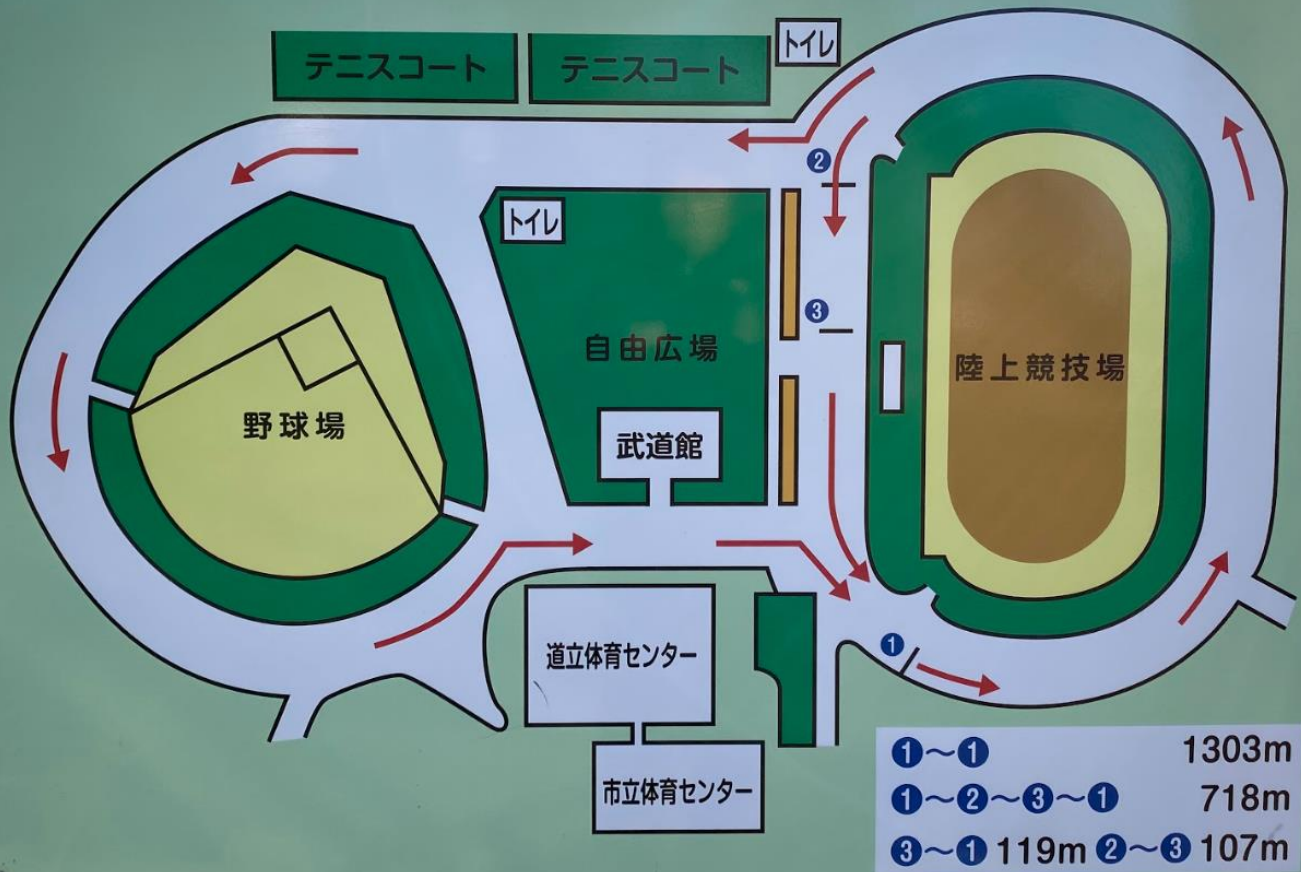 テニスコート
テニスコート
トイレ
❷
トイレ
❸
自由広場
陸上競技場
野球場
武道館
❶
道立体育センター
市立体育センター
❶～❶ 1303m
❶～❷～❸～❶ 718m
❸～❶ 119m ❷～❸ 107m